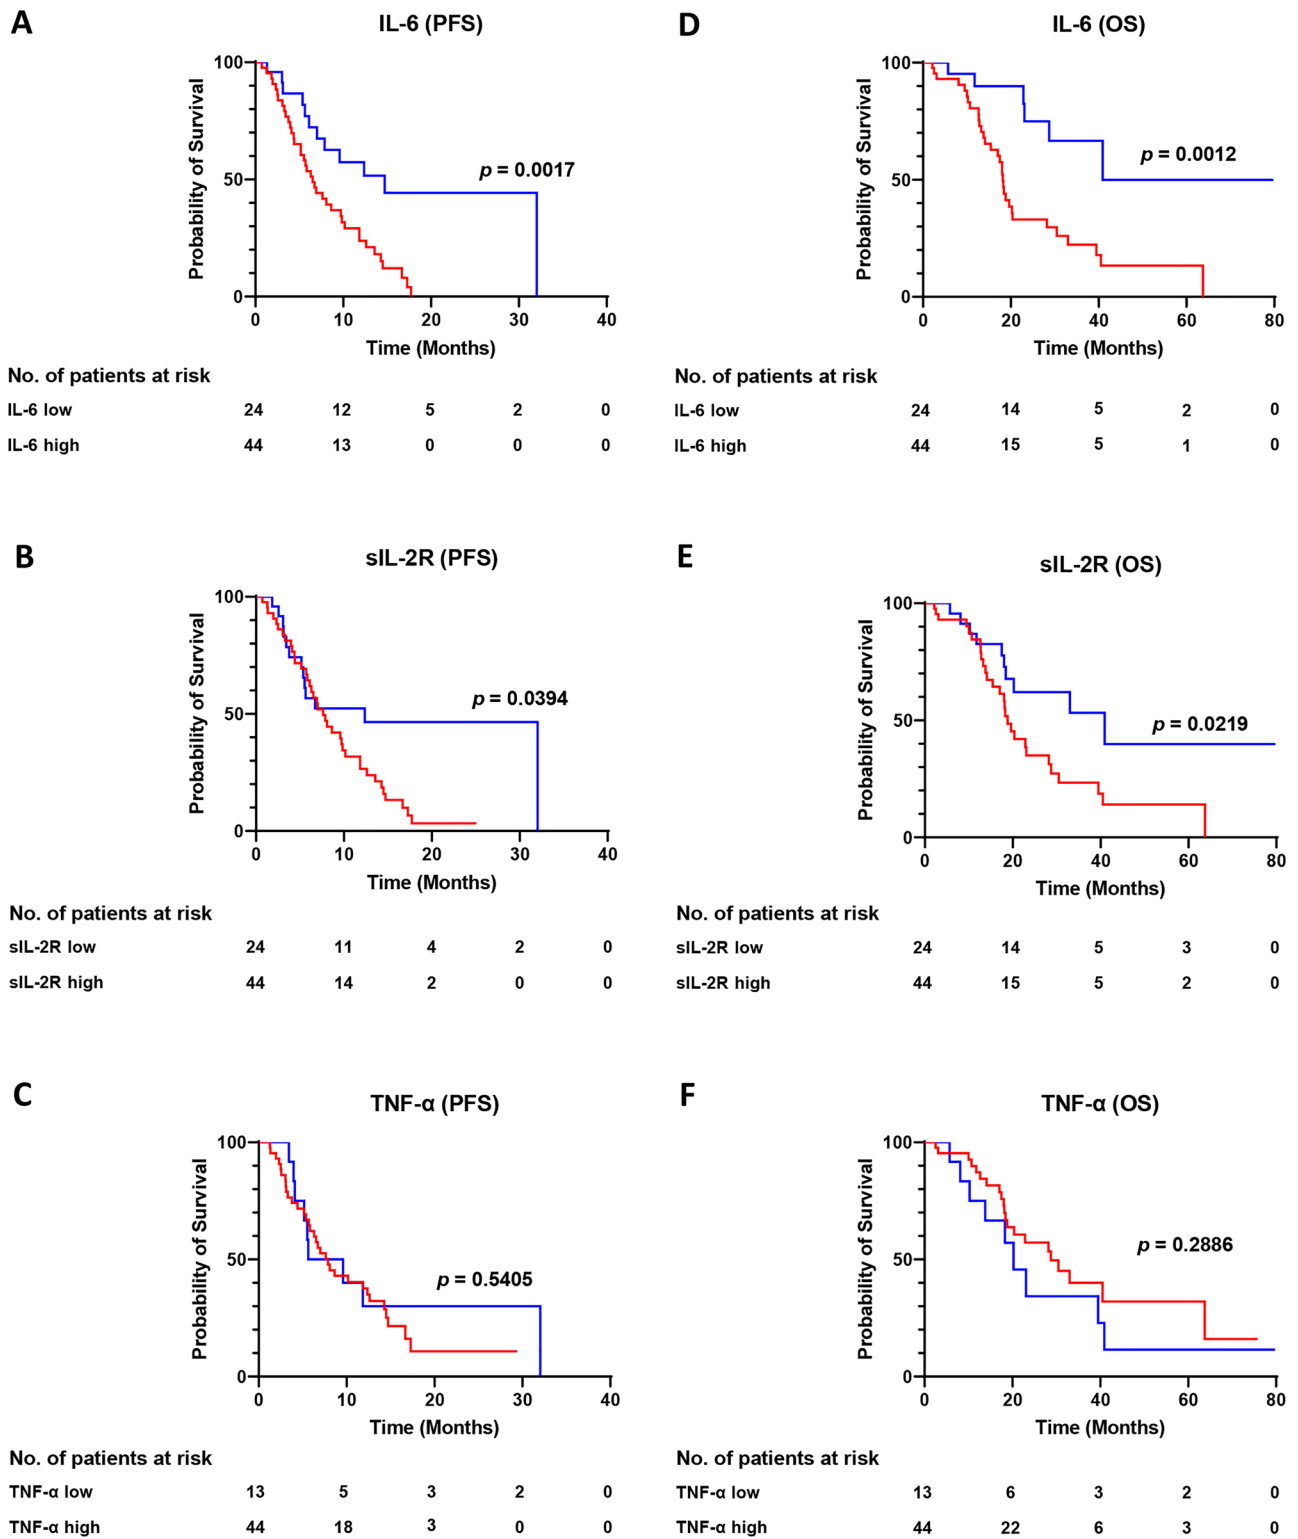 A
IL-6 (PFS)
Probability of Survival
100
50
0
p = 0.0017
0 10 20 30 40
Time (Months)
No. of patients at risk
IL-6 low 24 12 5 2 0
IL-6 high 44 13 0 0 0
D
IL-6 (OS)
Probability of Survival
100
50
0
p = 0.0012
0 20 40 60 80
Time (Months)
No. of patients at risk
IL-6 low 24 14 5 2 0
IL-6 high 44 15 5 1 0
B
sIL-2R (PFS)
Probability of Survival
100
50
0
p = 0.0394
0 10 20 30 40
Time (Months)
No. of patients at risk
sIL-2R low 24 11 4 2 0
sIL-2R high 44 14 2 0 0
E
sIL-2R (OS)
Probability of Survival
100
50
0
p = 0.0219
0 20 40 60 80
Time (Months)
No. of patients at risk
sIL-2R low 24 14 5 3 0
sIL-2R high 44 15 5 2 0
C
TNF-α (PFS)
Probability of Survival
100
50
0
p = 0.5405
0 10 20 30 40
Time (Months)
No. of patients at risk
TNF-α low 13 5 3 2 0
TNF-α high 44 18 3 0 0
F
TNF-α (OS)
Probability of Survival
100
50
0
p = 0.2886
0 20 40 60 80
Time (Months)
No. of patients at risk
TNF-α low 13 6 3 2 0
TNF-α high 44 22 6 3 0